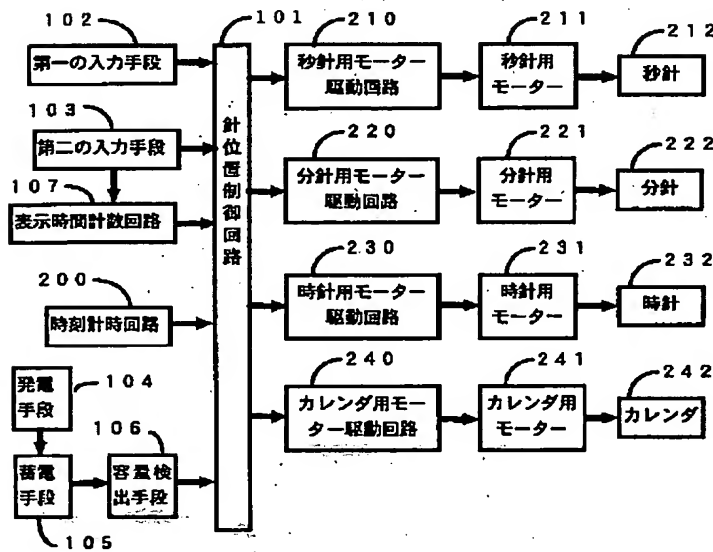 102
101
210
211
212
第一の入力手段
秒針用モーター
駆動回路
秒針用
モーター
秒針
103
針位置制御回路
220
221
222
第二の入力手段
分針用モーター
駆動回路
分針用
モーター
分針
107
表示時間計数回路
230
231
232
200
時針用モーター
駆動回路
時針用
モーター
時針
時刻計時回路
104
発電
手段
240
241
242
106
カレンダ用モー
ター駆動回路
カレンダ用
モーター
カレンダ
蓄電
手段
容量検
出手段
105